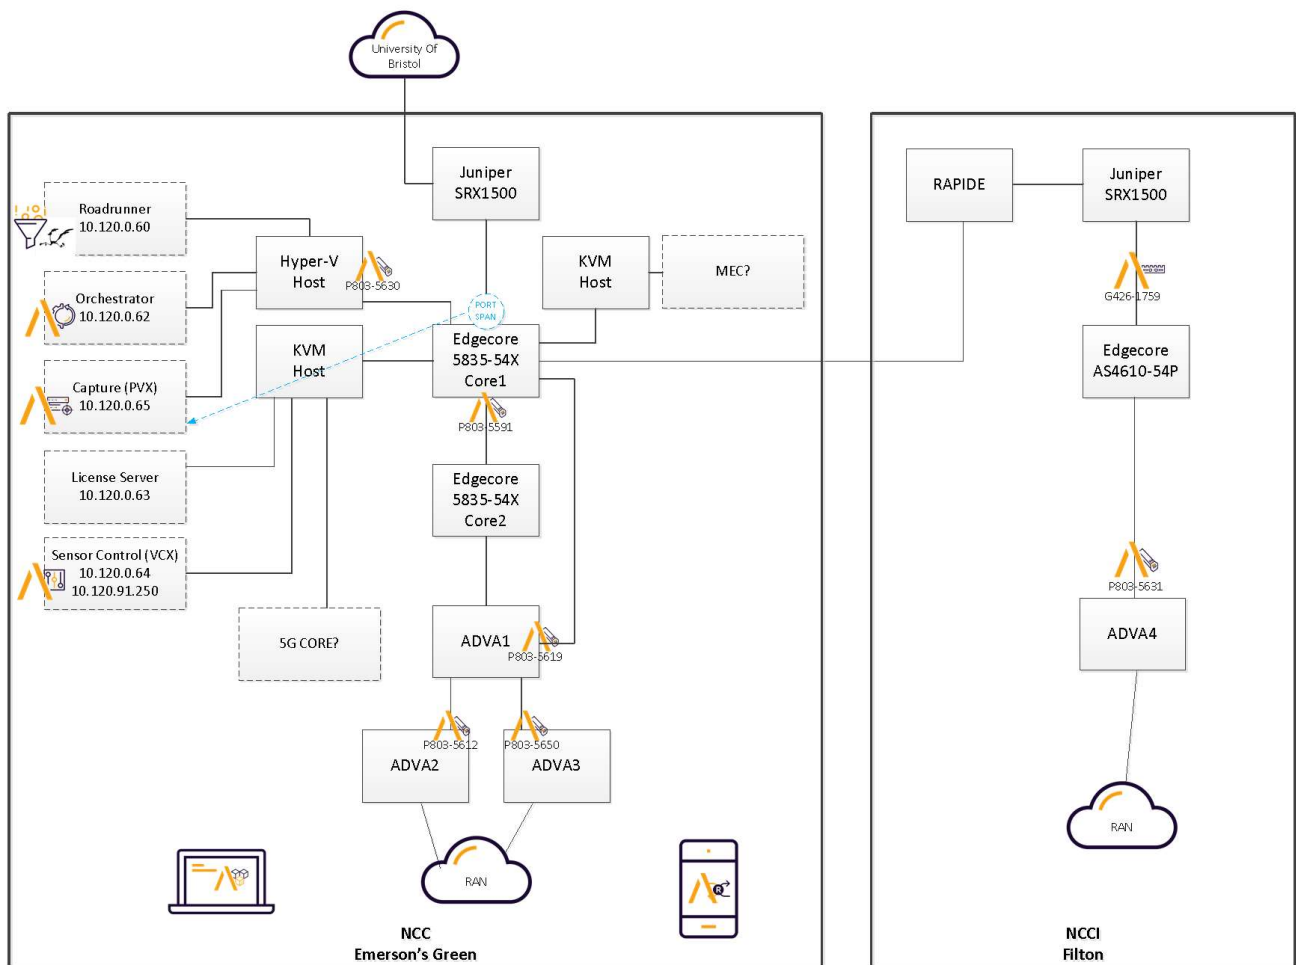 University Of
Bristol
Juniper
SRX1500
RAPIDE
Juniper
SRX1500
Roadrunner
10.120.0.60
Hyper-V
Host
P803-5630
KVM
Host
MEC?
G426-1759
Orchestrator
10.120.0.62
PORT
SPAN
Edgecore
5835-54X
Core1
KVM
Host
Edgecore
AS4610-54P
Capture (PVX)
10.120.0.65
P803-5591
License Server
10.120.0.63
Edgecore
5835-54X
Core2
Sensor Control (VCX)
10.120.0.64
10.120.91.250
P803-5631
5G CORE?
ADVA1
P803-5619
ADVA4
P803-5612
P803-5650
ADVA2
ADVA3
RAN
RAN
R
NCC
Emerson's Green
NCCI
Filton